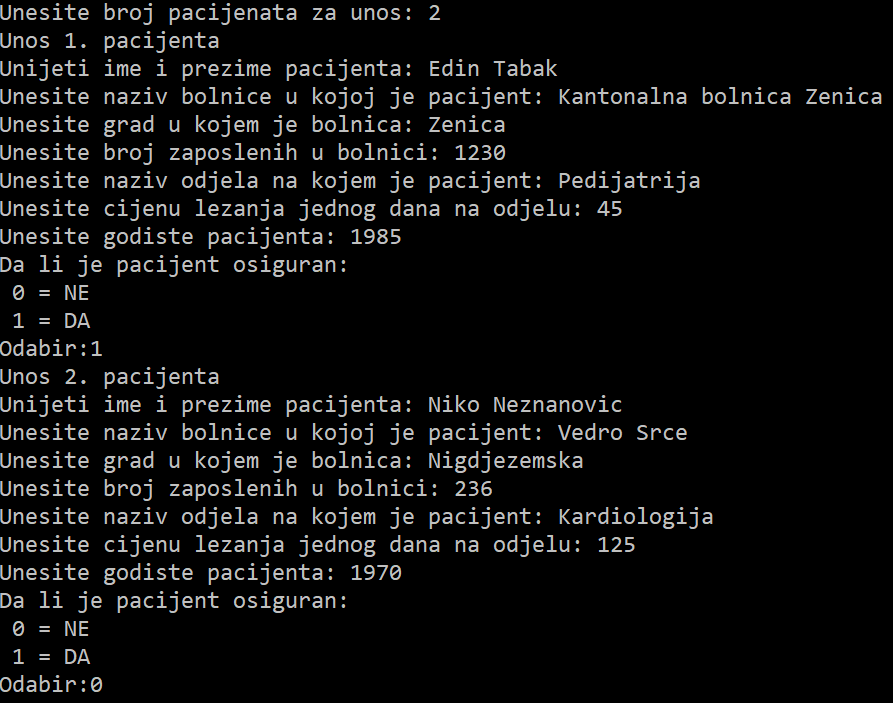 Unesite broj pacijenata za unos: 2
Unos 1. pacijenta
Unijeti ime i prezime pacijenta: Edin Tabak
Unesite naziv bolnice u kojoj je pacijent: Kantonalna bolnica Zenica
Unesite grad u kojem je bolnica: Zenica
Unesite broj zaposlenih u bolnici: 1230
Unesite naziv odjela na kojem je pacijent: Pedijatrija
Unesite cijenu lezanja jednog dana na odjelu: 45
Unesite godiste pacijenta: 1985
Da li je pacijent osiguran:
 0 = NE
 1 = DA
Odabir:1
Unos 2. pacijenta
Unijeti ime i prezime pacijenta: Niko Neznanovic
Unesite naziv bolnice u kojoj je pacijent: Vedro Srce
Unesite grad u kojem je bolnica: Nigdjezemska
Unesite broj zaposlenih u bolnici: 236
Unesite naziv odjela na kojem je pacijent: Kardiologija
Unesite cijenu lezanja jednog dana na odjelu: 125
Unesite godiste pacijenta: 1970
Da li je pacijent osiguran:
 0 = NE
 1 = DA
Odabir:0